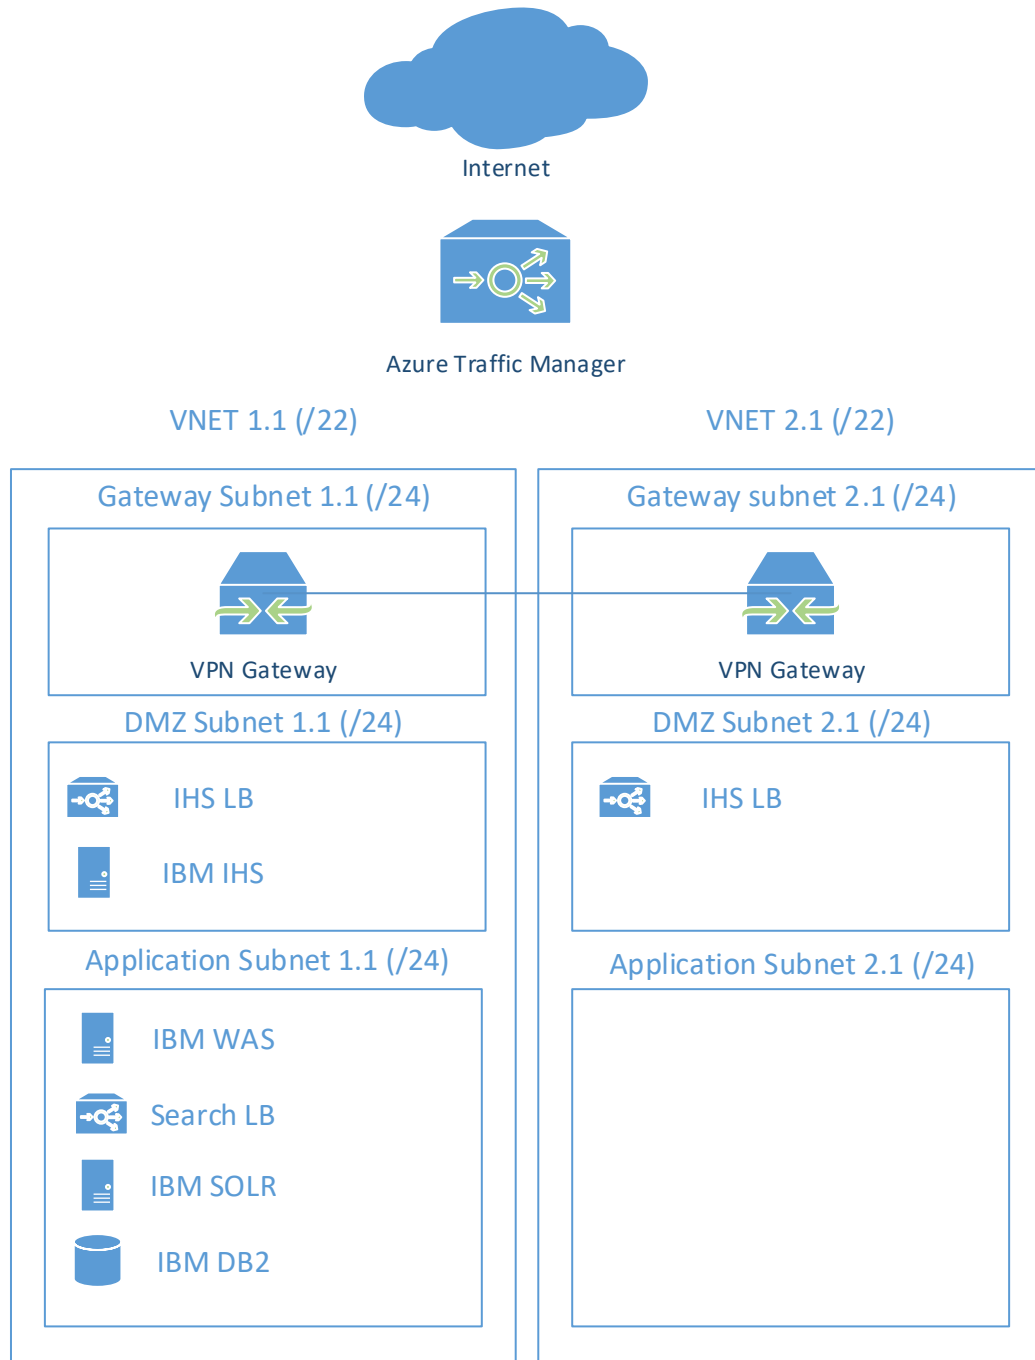 Internet
Azure Traffic Manager
VNET 1.1 (/22)
VNET 2.1 (/22)
Gateway Subnet 1.1 (/24)
Gateway subnet 2.1 (/24)
VPN Gateway
VPN Gateway
DMZ Subnet 1.1 (/24)
DMZ Subnet 2.1 (/24)
IHS LB
IHS LB
IBM IHS
Application Subnet 1.1 (/24)
Application Subnet 2.1 (/24)
IBM WAS
Search LB
IBM SOLR
IBM DB2